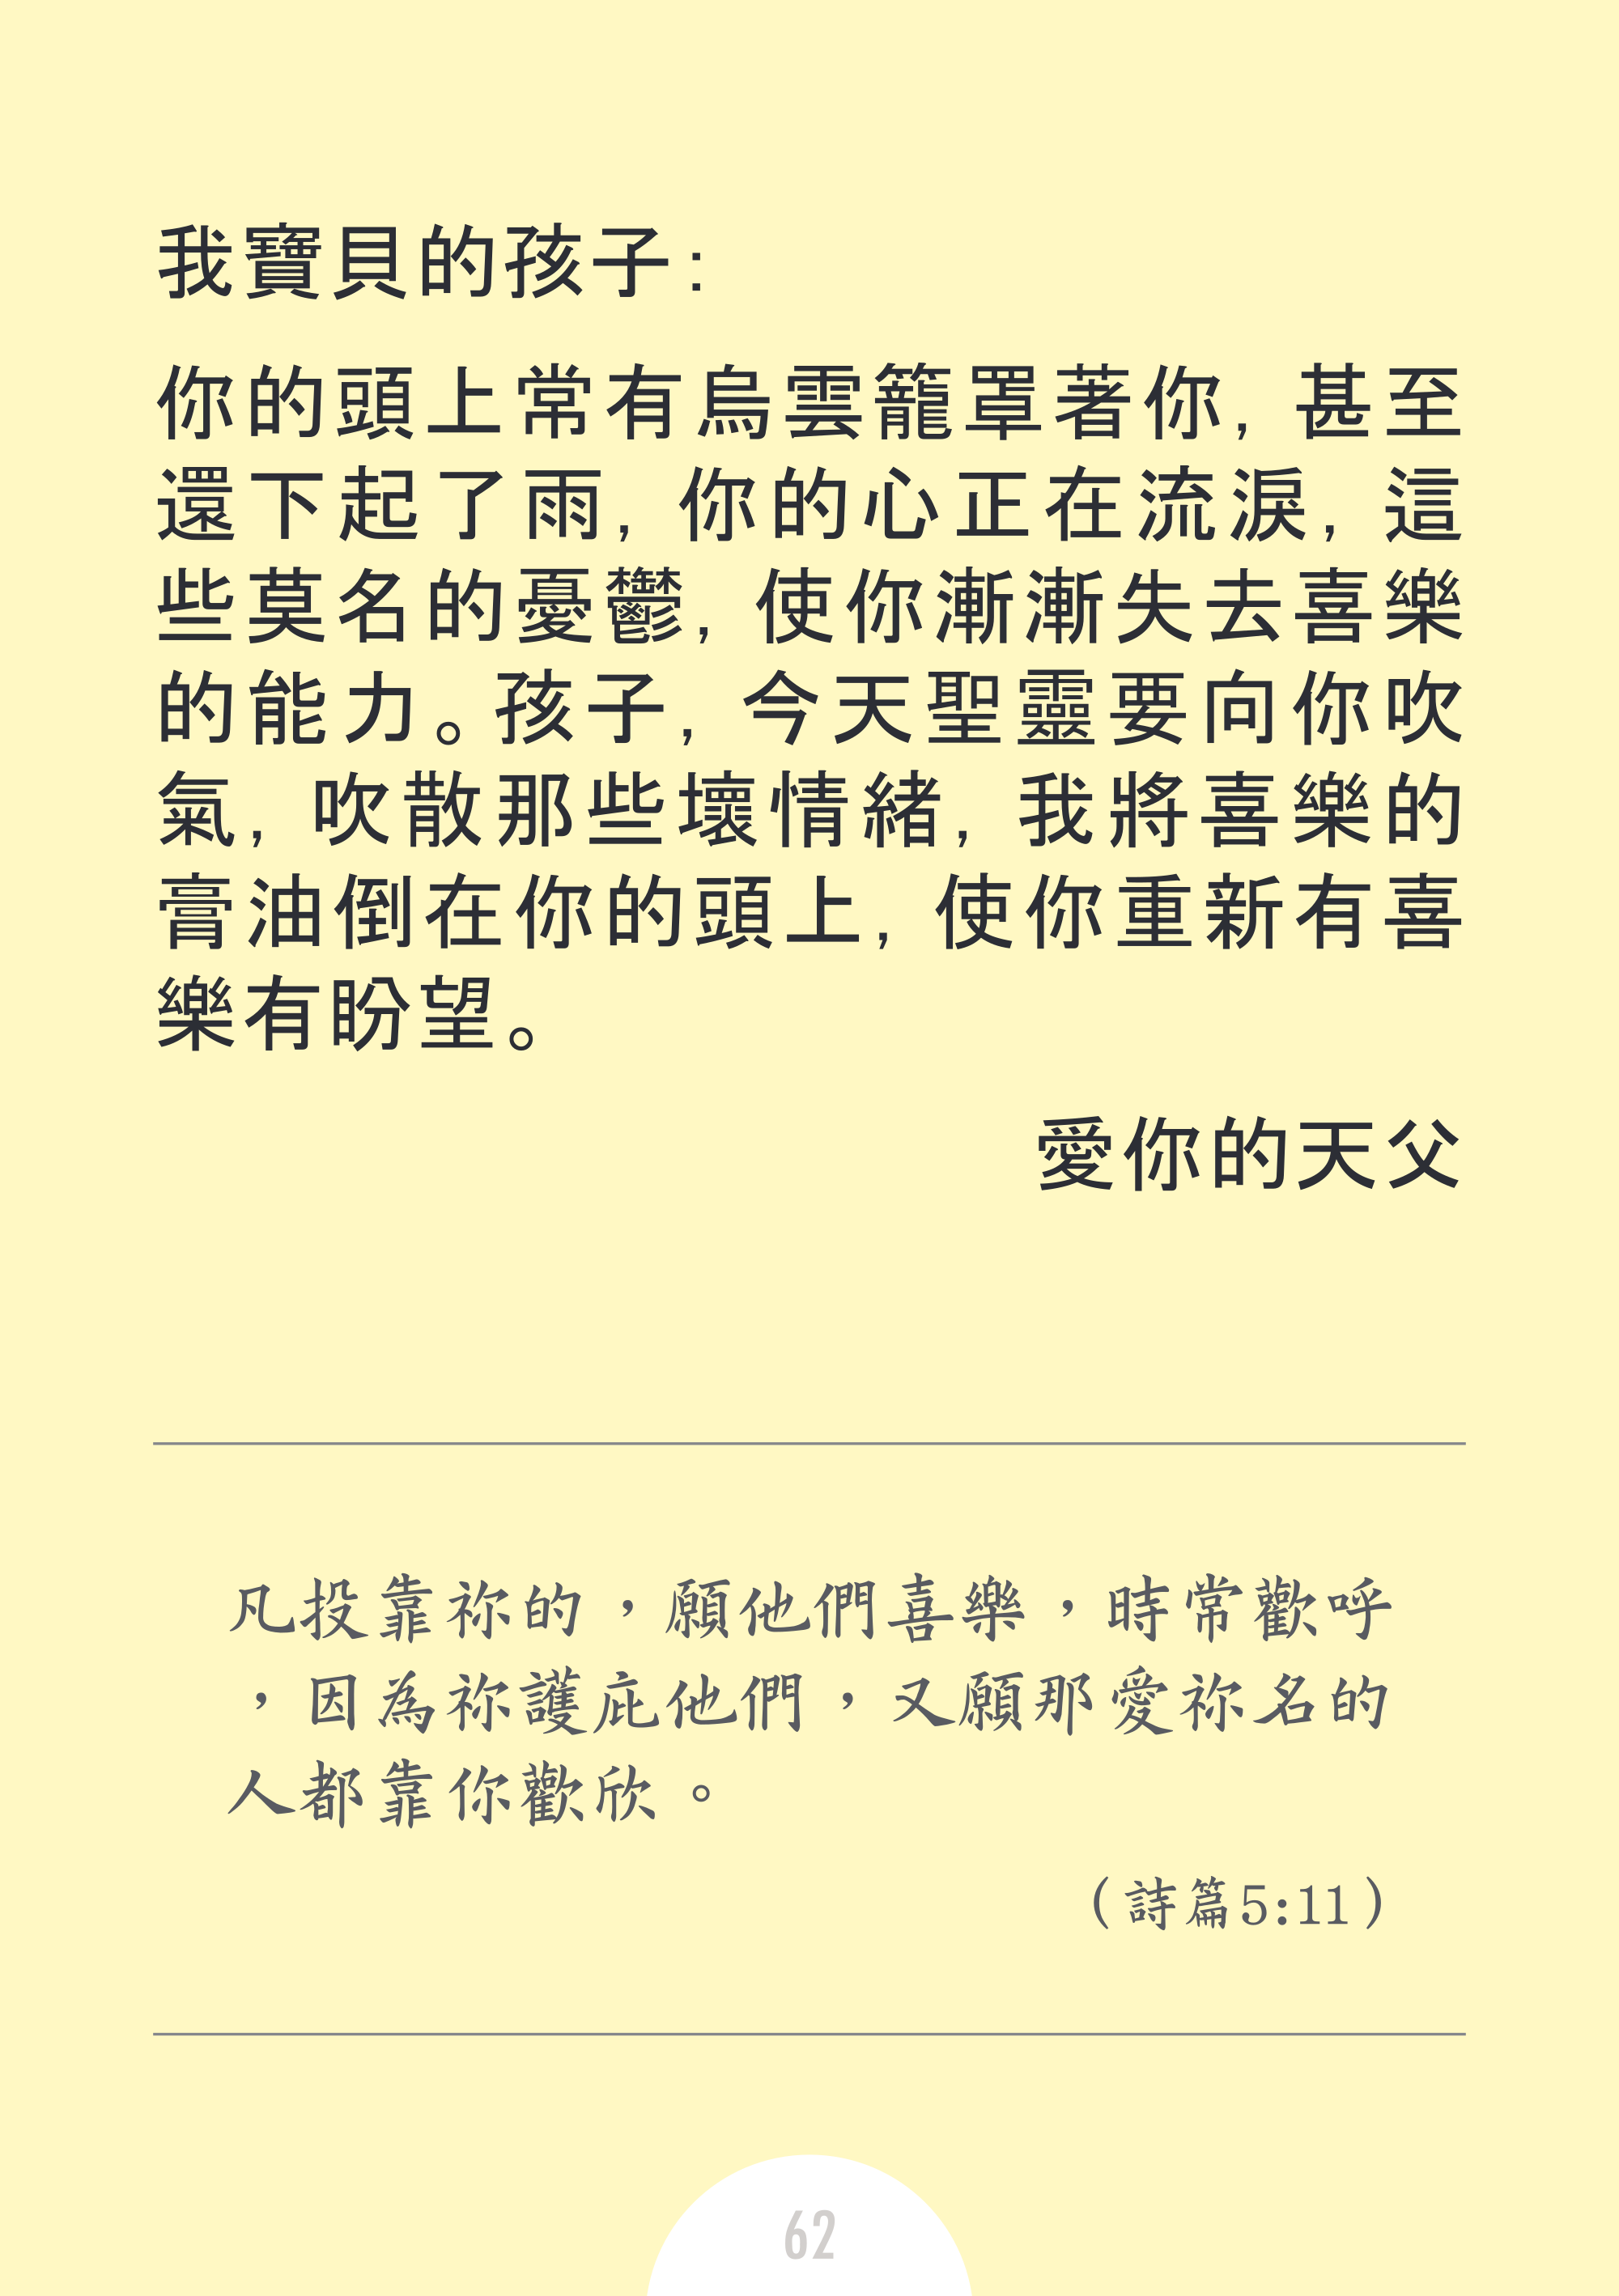 我寶貝的孩子：
你的頭上常有烏雲籠罩著你，甚至
還下起了雨，你的心正在流淚，這
些莫名的憂鬱，使你漸漸失去喜樂
的能力。孩子，今天聖靈要向你吹
氣，吹散那些壞情緒，我將喜樂的
膏油倒在你的頭上，使你重新有喜
樂有盼望。
愛你的天父
凡投靠祢的，願他們喜樂，時常歡呼
，因為祢護庇他們，又願那愛祢名的
人都靠你歡欣。
（詩篇5:11）
62